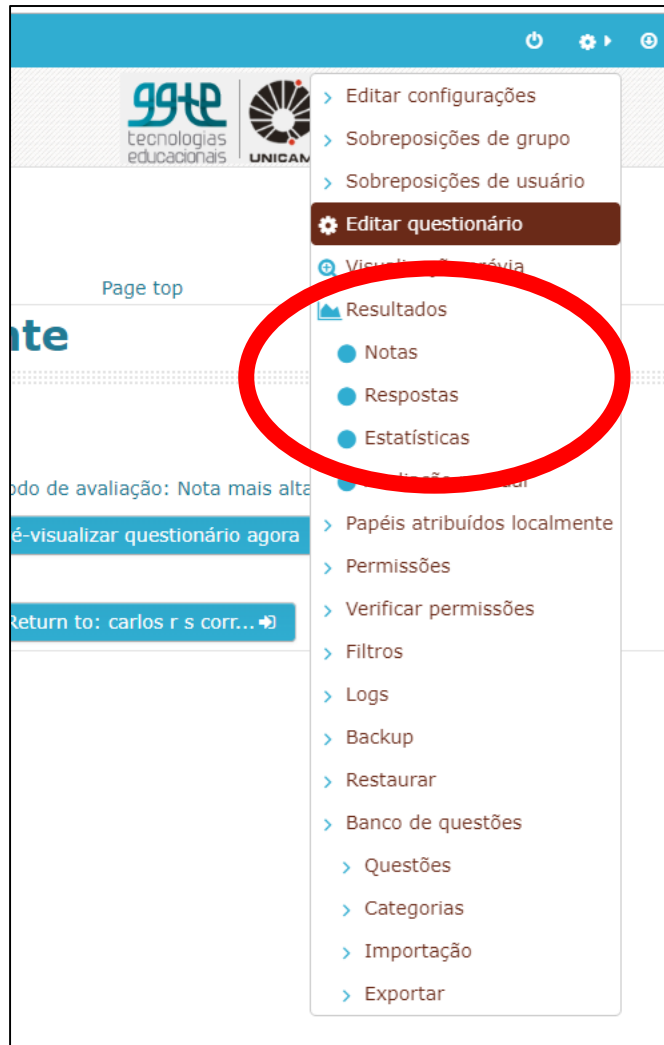 ggte
tecnologias
educacionais
UNICAM
Editar configurações
Sobreposições de grupo
Sobreposições de usuário
Editar questionário
Page top
Resultados
nte
Notas
Respostas
Estatísticas
odo de avaliação: Nota mais alta
é-visualizar questionário agora
Papéis atribuídos localmente
Permissões
Return to: carlos r s corr...
Verificar permissões
Filtros
Logs
Backup
Restaurar
Banco de questões
Questões
Categorias
Importação
Exportar